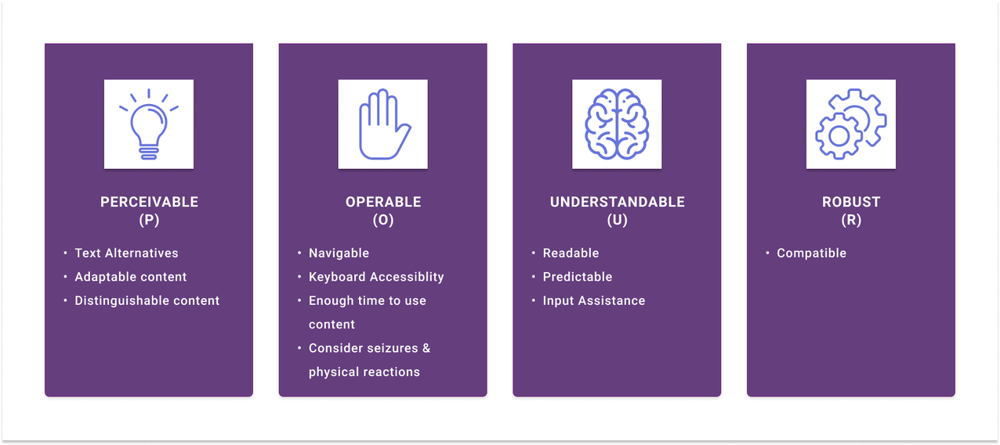 PERCEIVABLE
(P)
• Text Alternatives
• Adaptable content
• Distinguishable content
OPERABLE
(O)
• Navigable
• Keyboard Accessiblity
• Enough time to use
content
• Consider seizures &
physical reactions
UNDERSTANDABLE
(U)
• Readable
• Predictable
• Input Assistance
ROBUST
(R)
• Compatible